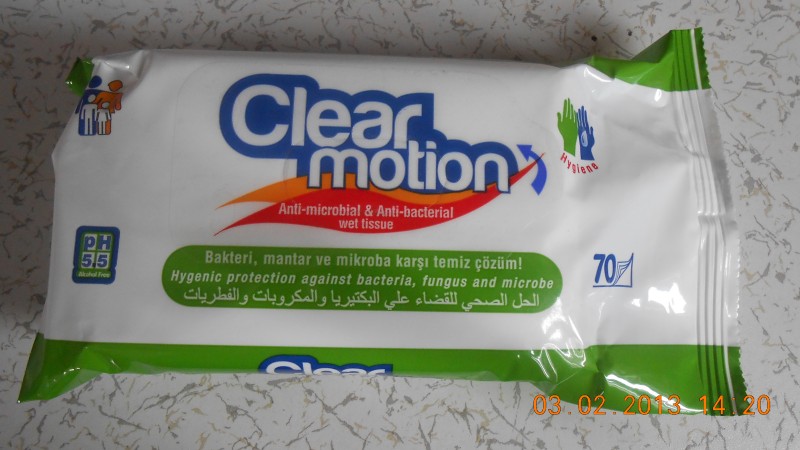 Clear
motion
Hygiene
Anti-microbial & Anti-bacterial
wet tissue
pH
5.5
Alcohol Free
Bakteri, mantar ve mikroba karşı temiz çözüm!
Hygenic protection against bacteria, fungus and microbe
الحل الصحي للقضاء علي البكتيريا والمكروبات والفطريات
70
Clear
03.02.2013 14:20